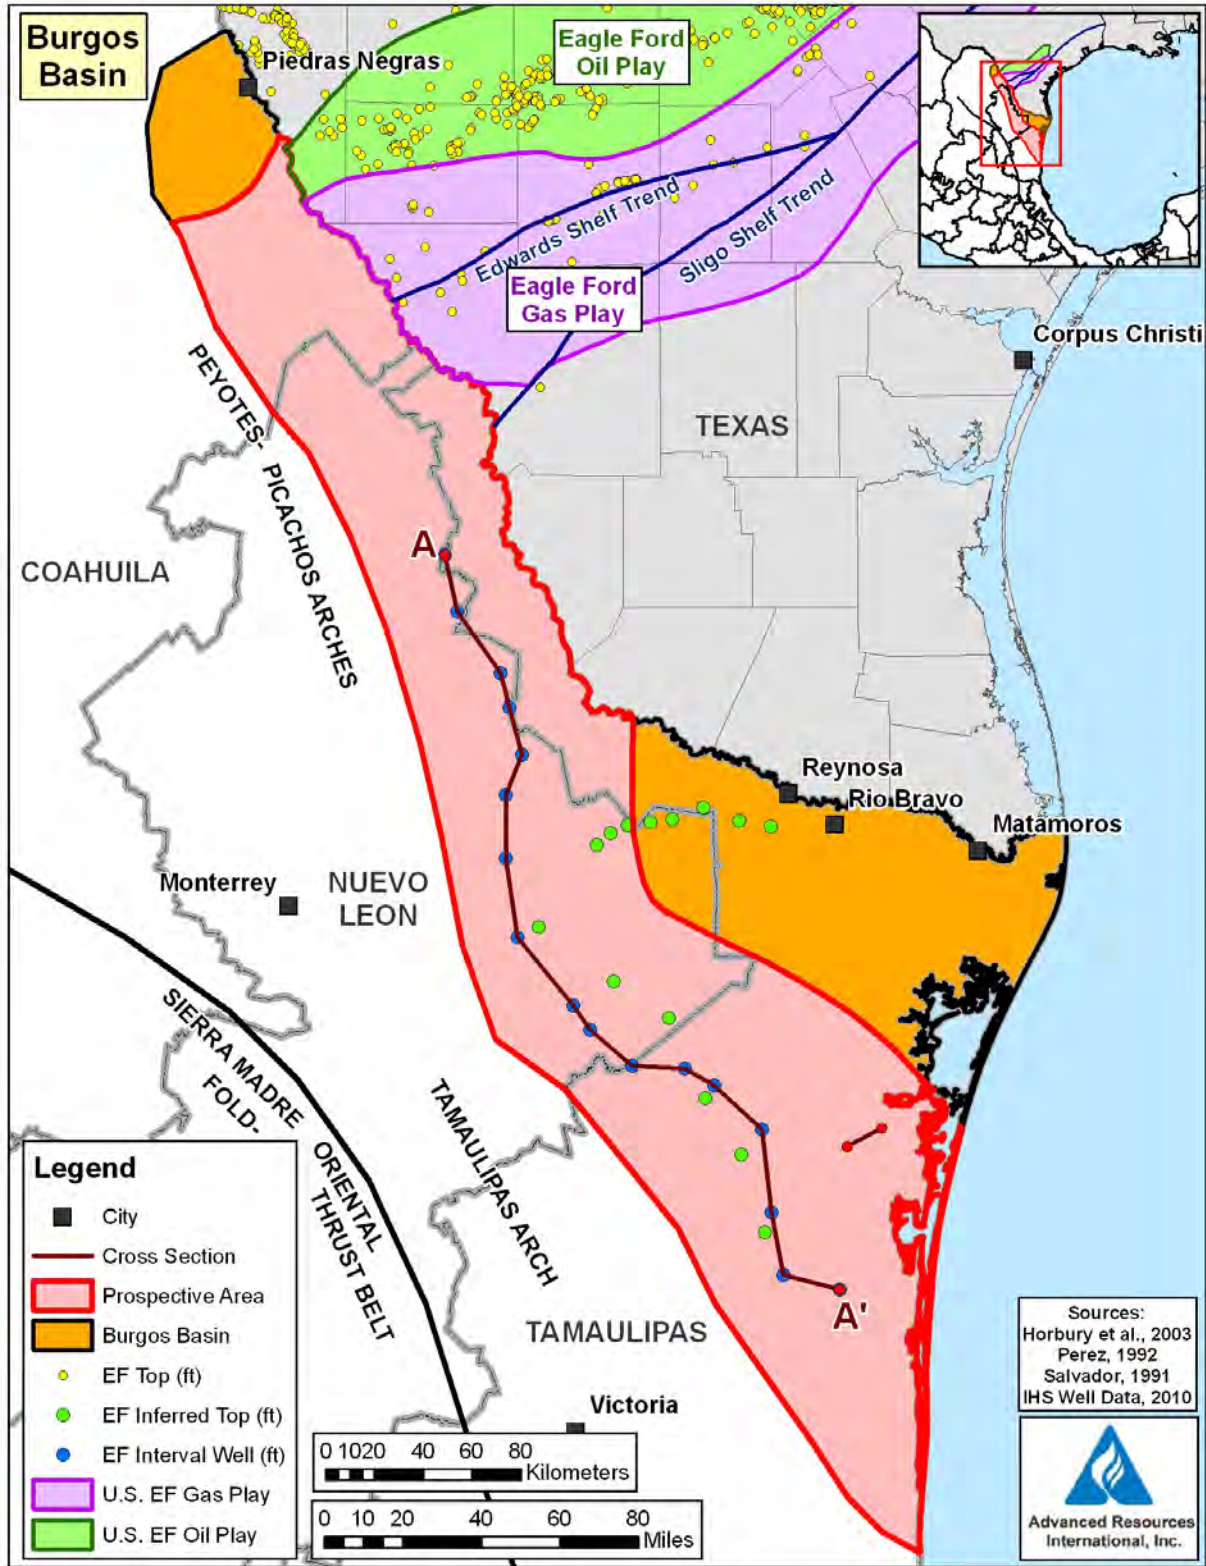 Burgos
Basin
Piedras Negras
Eagle Ford
Oil Play
Edwards Shelf Trend
Sligo Shelf Trend
Eagle Ford
Gas Play
Corpus Christi
TEXAS
PEYOTES-
PICACHOS ARCHES
COAHUILA
A
Reynosa
Rio Bravo
Matamoros
Monterrey
NUEVO
LEON
SIERRA MADRE
FOLD-
ORIENTAL
THRUST BELT
TAMAULIPAS ARCH
A'
TAMAULIPAS
Victoria
Legend
City
Cross Section
Prospective Area
Burgos Basin
EF Top (ft)
EF Inferred Top (ft)
EF Interval Well (ft)
U.S. EF Gas Play
U.S. EF Oil Play
0 10 20 40 60 80
Kilometers
0 10 20 40 60 80
Miles
Sources:
Horbury et al., 2003
Perez, 1992
Salvador, 1991
IHS Well Data, 2010
Advanced Resources
International, Inc.